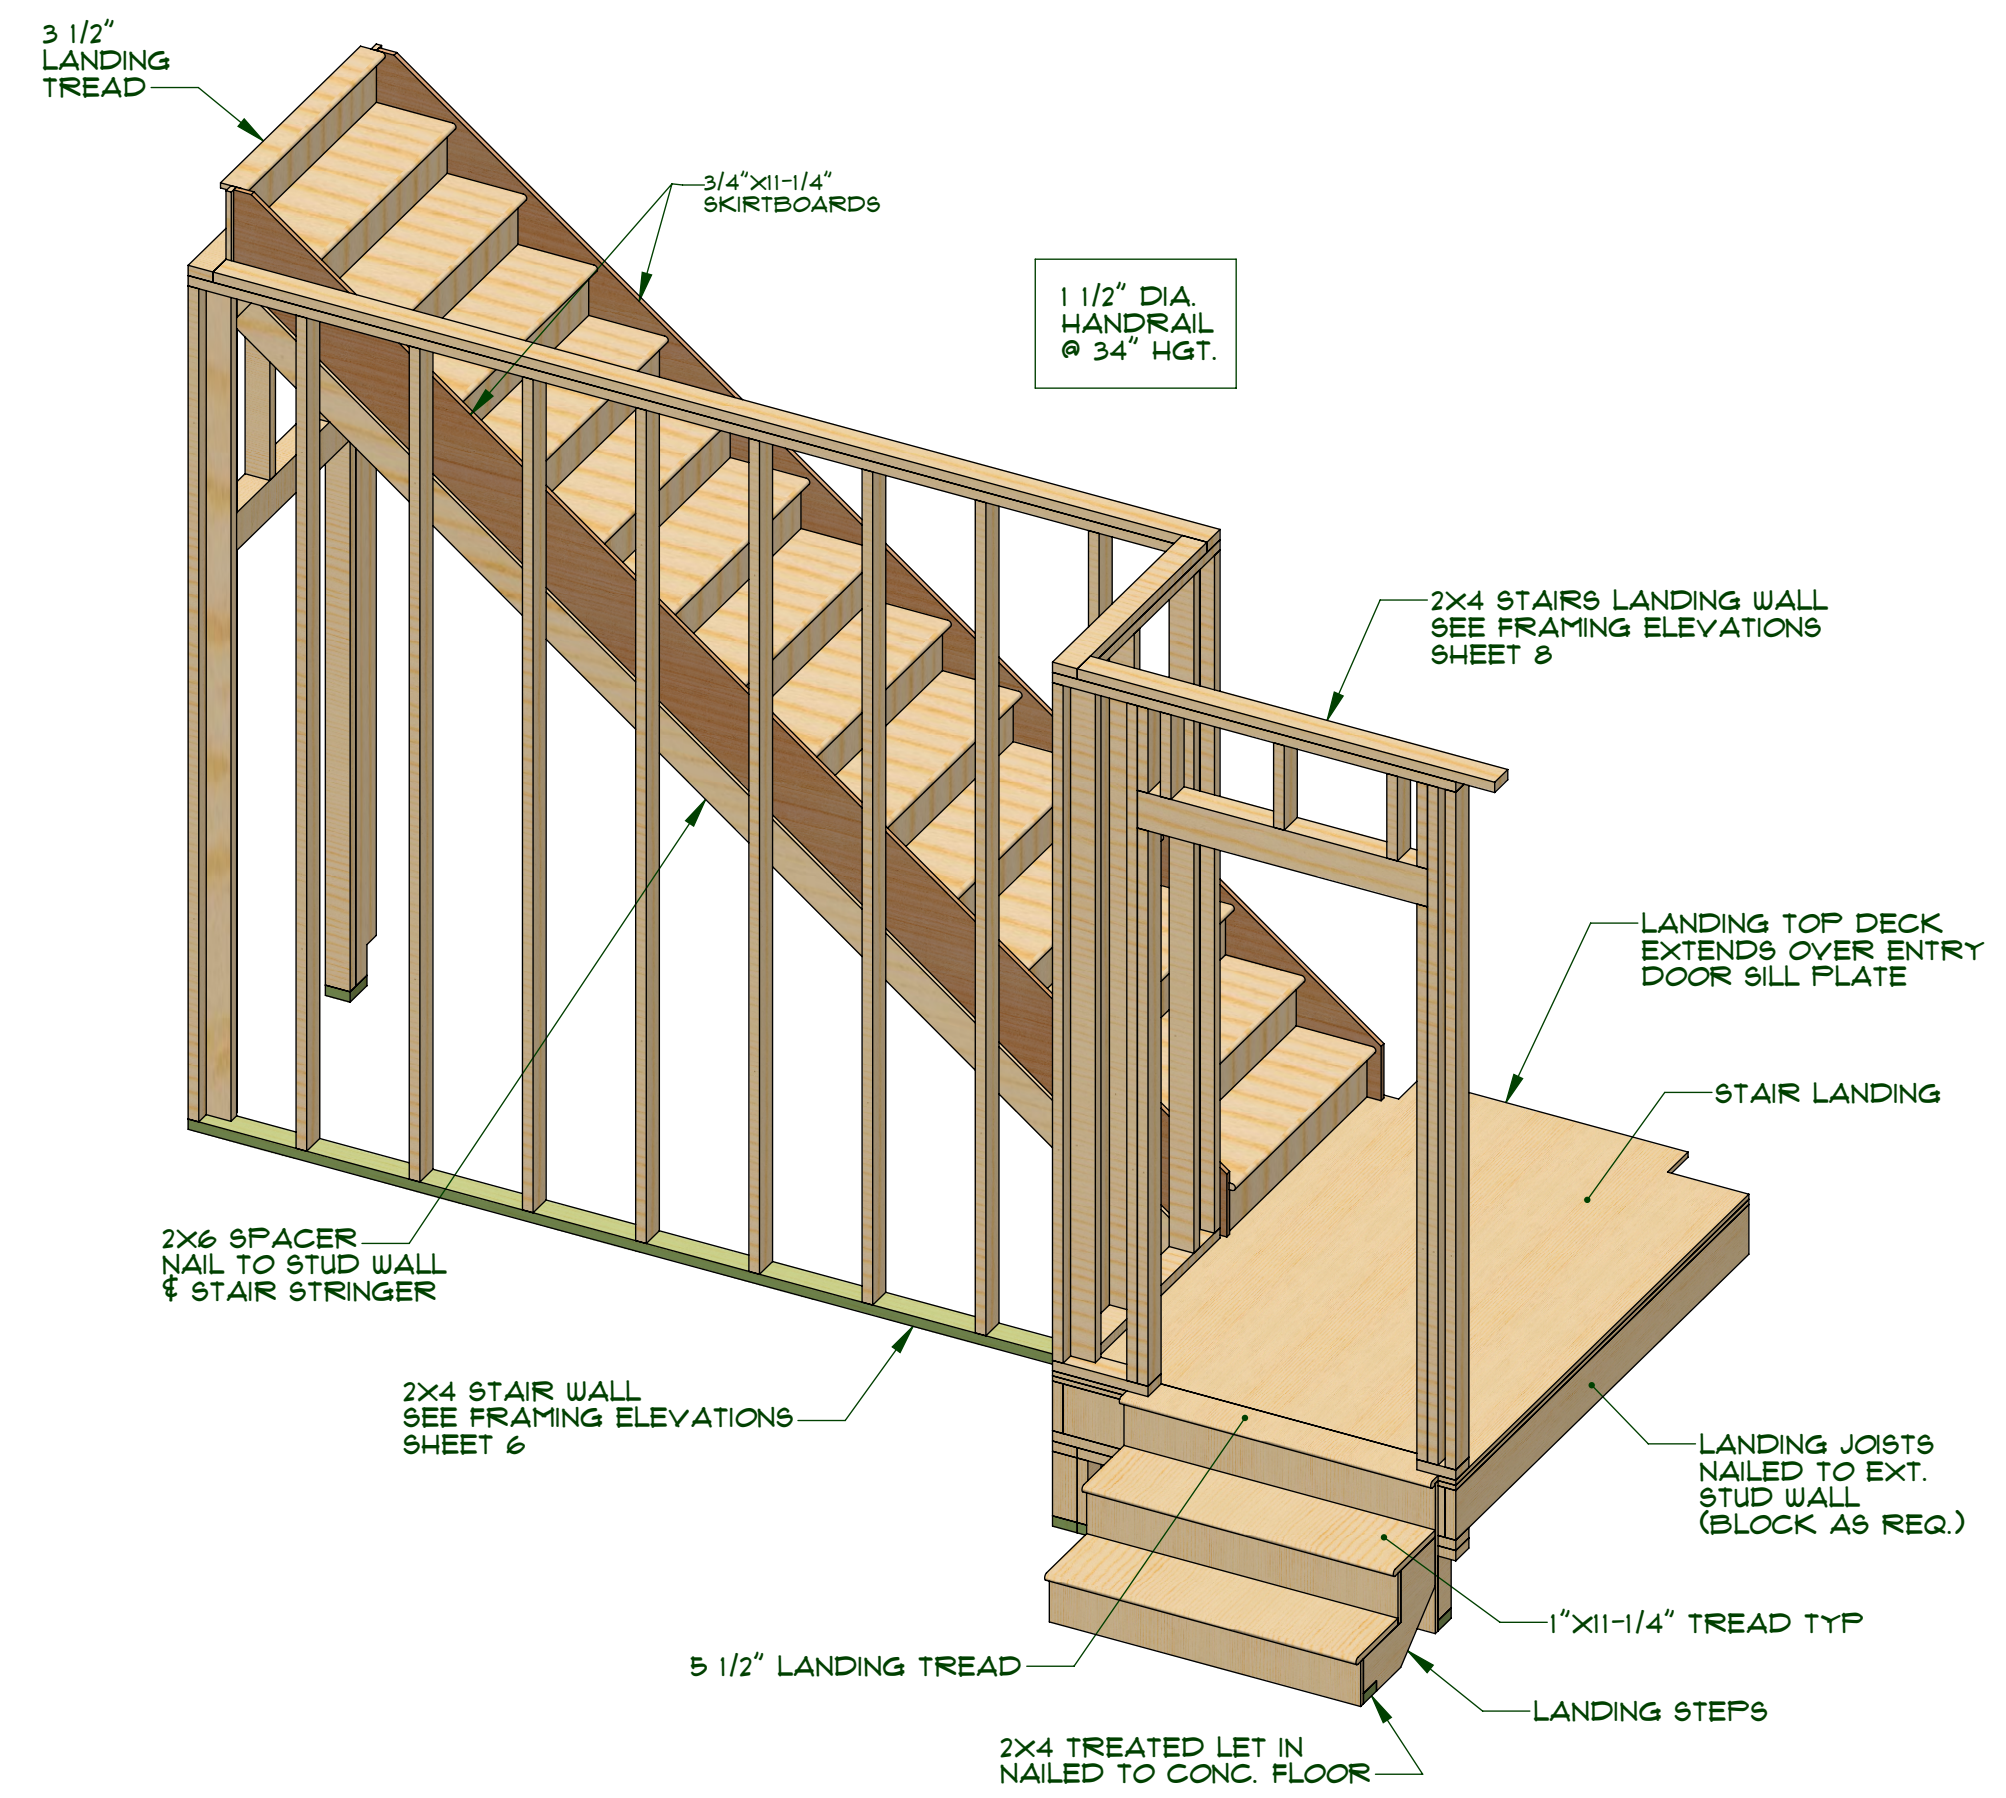 3 1/2"
LANDING
TREAD
3/4"X11-1/4"
SKIRTBOARDS
1 1/2" DIA.
HANDRAIL
@ 34" HGT.
2X4 STAIRS LANDING WALL
SEE FRAMING ELEVATIONS
SHEET 8
LANDING TOP DECK
EXTENDS OVER ENTRY
DOOR SILL PLATE
STAIR LANDING
2X6 SPACER
NAIL TO STUD WALL
& STAIR STRINGER
2X4 STAIR WALL
SEE FRAMING ELEVATIONS
SHEET 6
LANDING JOISTS
NAILED TO EXT.
STUD WALL
(BLOCK AS REQ.)
1"X11-1/4" TREAD TYP
5 1/2" LANDING TREAD
LANDING STEPS
2X4 TREATED LET IN
NAILED TO CONC. FLOOR